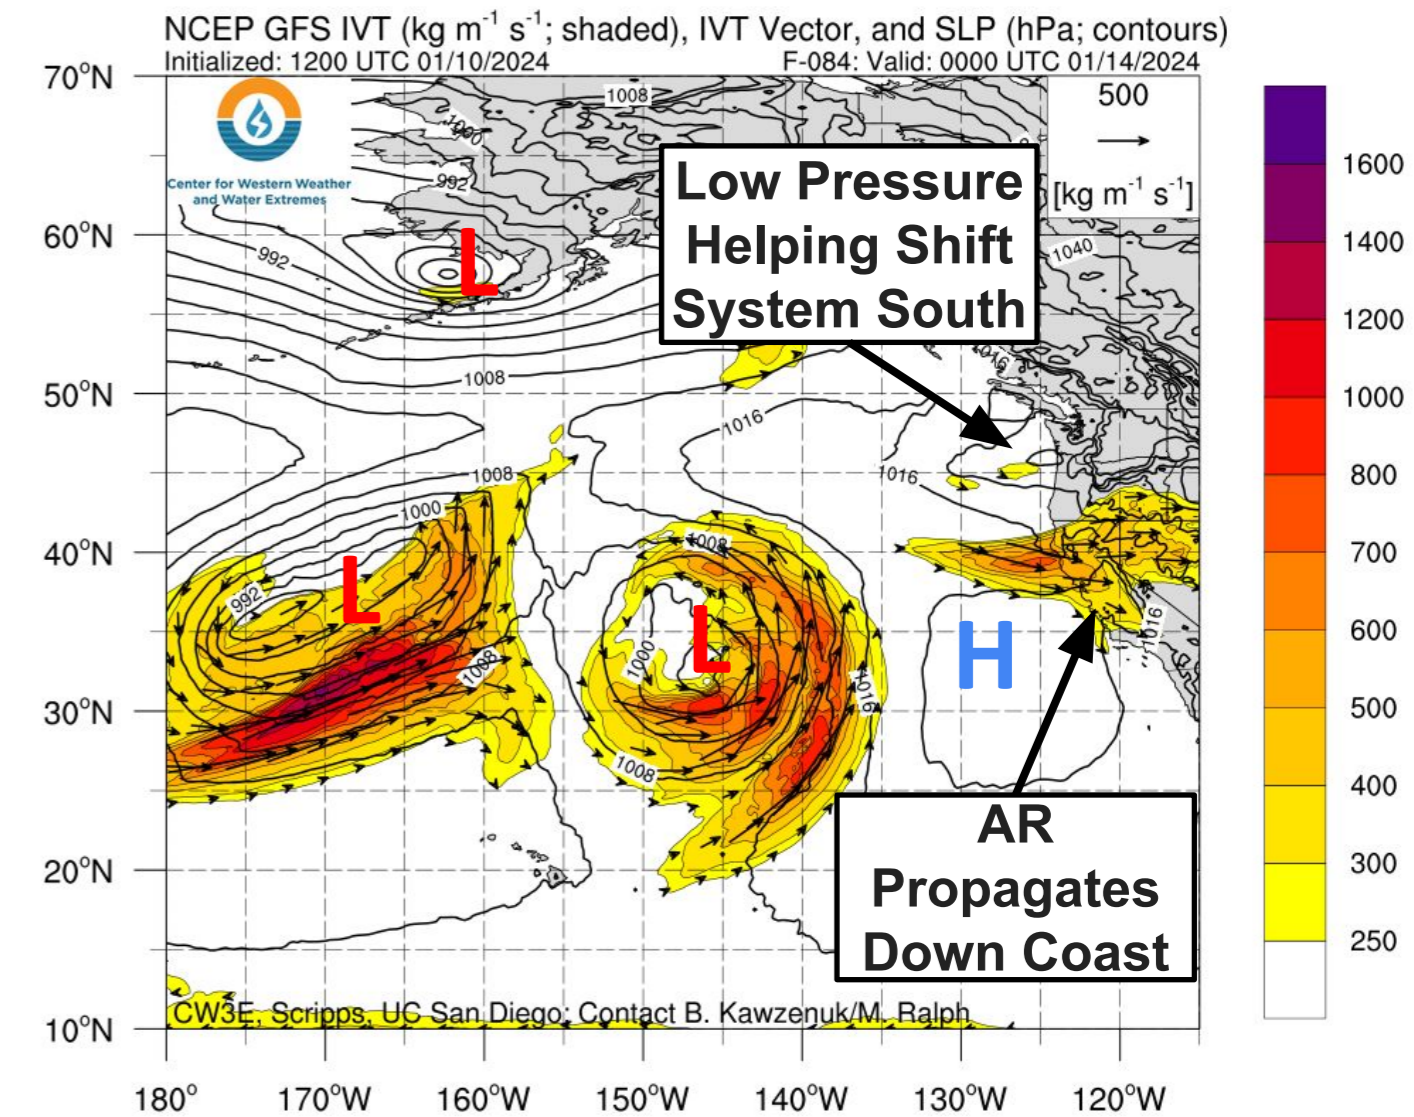 NCEP GFS IVT (kg m⁻¹ s⁻¹; shaded), IVT Vector, and SLP (hPa; contours)
Initialized: 1200 UTC 01/10/2024
F-084: Valid: 0000 UTC 01/14/2024
70°N
60°N
50°N
40°N
30°N
20°N
10°N
Center for Western Weather
and Water Extremes
500
[kg m⁻¹ s⁻¹]
Low Pressure
Helping Shift
System South
1008
1000
992
992
L
1040
1016
1008
1016
1016
1008
1000
992
L
1008
1008
1000
L
1016
1008
H
1016
AR
Propagates
Down Coast
CW3E, Scripps, UC San Diego; Contact B. Kawzenuk/M. Ralph
180°
170°W
160°W
150°W
140°W
130°W
120°W
1600
1400
1200
1000
800
700
600
500
400
300
250